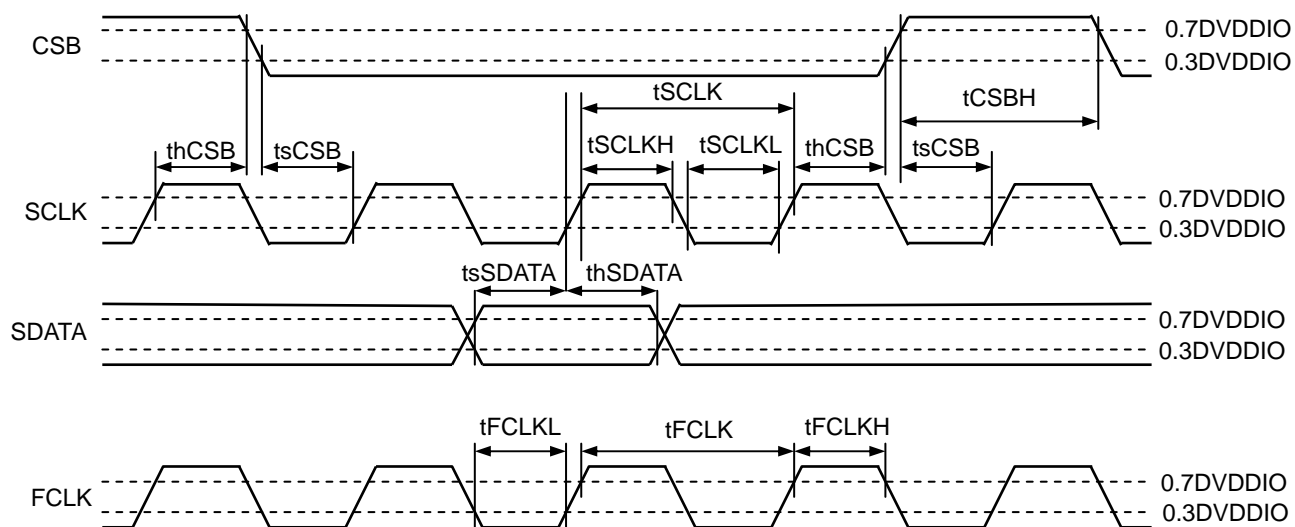 CSB
0.7DVDDIO
0.3DVDDIO
tSCLK
tCSBH
thCSB tsCSB tSCLKH tSCLKL thCSB tsCSB
SCLK
0.7DVDDIO
0.3DVDDIO
tsSDATA thSDATA
SDATA
0.7DVDDIO
0.3DVDDIO
tFCLKL tFCLK tFCLKH
FCLK
0.7DVDDIO
0.3DVDDIO